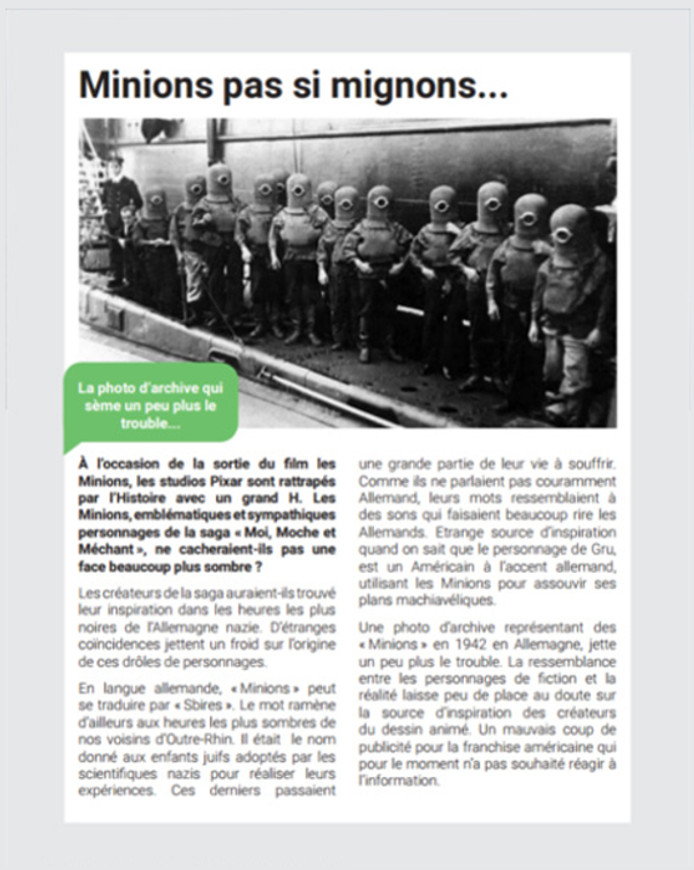 Minions pas si mignons...
La photo d'archive qui
sème un peu plus le
trouble...
À l'occasion de la sortie du film les
Minions, les studios Pixar sont rattrapés
par l'Histoire avec un grand H. Les
Minions, emblématiques et sympathiques
personnages de la saga « Moi, Moche et
Méchant », ne cacheraient-ils pas une
face beaucoup plus sombre ?
Les créateurs de la saga auraient-ils trouvé
leur inspiration dans les heures les plus
noires de l'Allemagne nazie. D'étranges
coïncidences jettent un froid sur l'origine
de ces drôles de personnages.
En langue allemande, « Minions » peut
se traduire par « Sbires ». Le mot ramène
d'ailleurs aux heures les plus sombres de
nos voisins d'Outre-Rhin. Il était le nom
donné aux enfants juifs adoptés par les
scientifiques nazis pour réaliser leurs
expériences. Ces derniers passaient
une grande partie de leur vie à souffrir.
Comme ils ne parlaient pas couramment
Allemand, leurs mots ressemblaient à
des sons qui faisaient beaucoup rire les
Allemands. Etrange source d'inspiration
quand on sait que le personnage de Gru,
est un Américain à l'accent allemand,
utilisant les Minions pour assouvir ses
plans machiavéliques.
Une photo d'archive représentant des
« Minions » en 1942 en Allemagne, jette
un peu plus le trouble. La ressemblance
entre les personnages de fiction et la
réalité laisse peu de place au doute sur
la source d'inspiration des créateurs
du dessin animé. Un mauvais coup de
publicité pour la franchise américaine qui
pour le moment n'a pas souhaité réagir à
l'information.